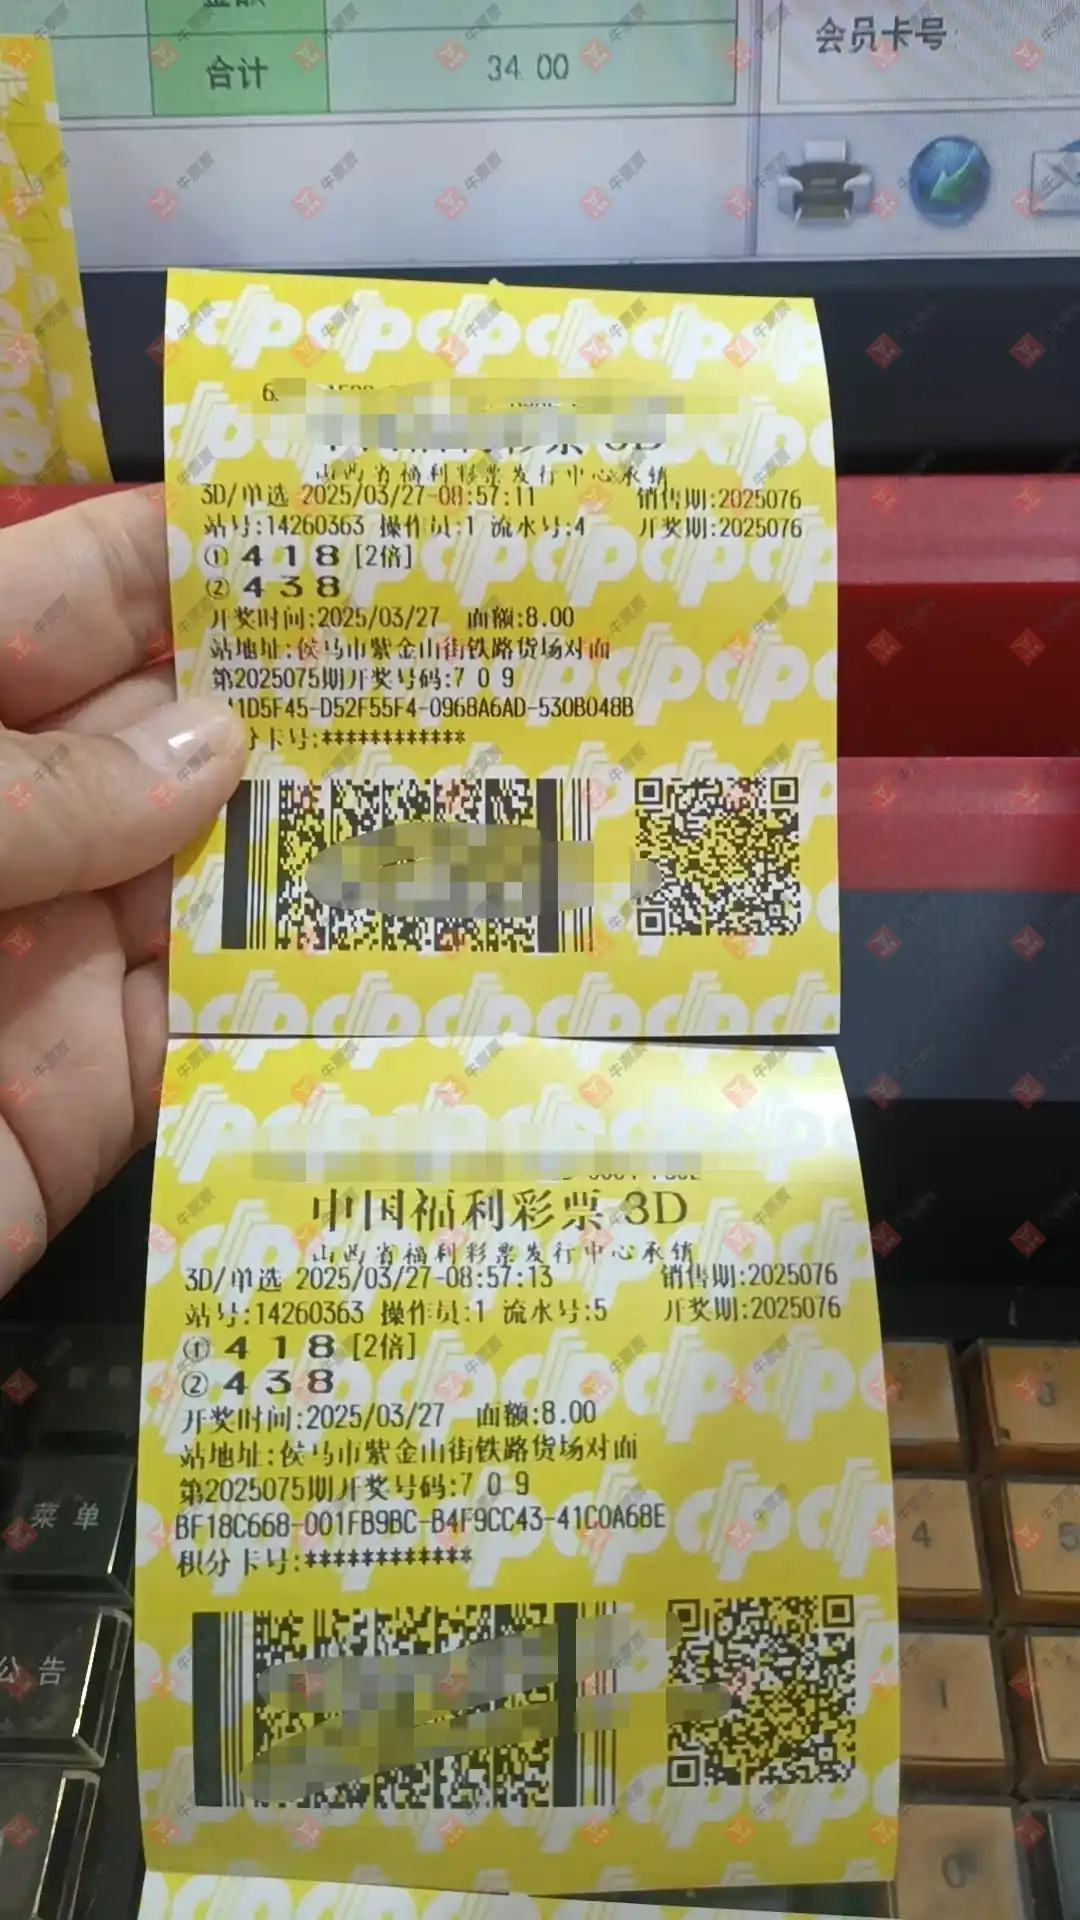 合计 34.00
会员卡号
山西省福利彩票发行中心承销
3D/单选 2025/03/27-08:57:11 销售期:2025076
站号:14260363 操作员:1 流水号:4 开奖期:2025076
① 4 1 8 [2倍]
② 4 3 8
开奖时间:2025/03/27 面额:8.00
站地址:侯马市紫金山街铁路货场对面
第2025075期开奖号码:7 0 9
1D5F45-D52F55F4-0968A6AD-530B048B
分卡号:************
中国福利彩票 3D
山西省福利彩票发行中心承销
3D/单选 2025/03/27-08:57:13 销售期:2025076
站号:14260363 操作员:1 流水号:5 开奖期:2025076
① 4 1 8 [2倍]
② 4 3 8
开奖时间:2025/03/27 面额:8.00
站地址:侯马市紫金山街铁路货场对面
第2025075期开奖号码:7 0 9
BF18C668-001FB9BC-B4F9CC43-41C0A68E
积分卡号:************
菜单
公告
4
5
1
0
牛票票